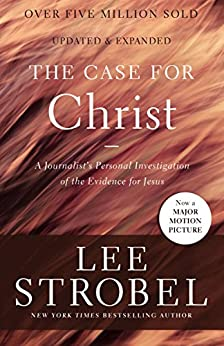 OVER FIVE MILLION SOLD
UPDATED & EXPANDED
THE CASE FOR
Christ
A Journalist's Personal Investigation
of the Evidence for Jesus
Now a
MAJOR
MOTION
PICTURE
LEE
STROBEL
NEW YORK TIMES BESTSELLING AUTHOR